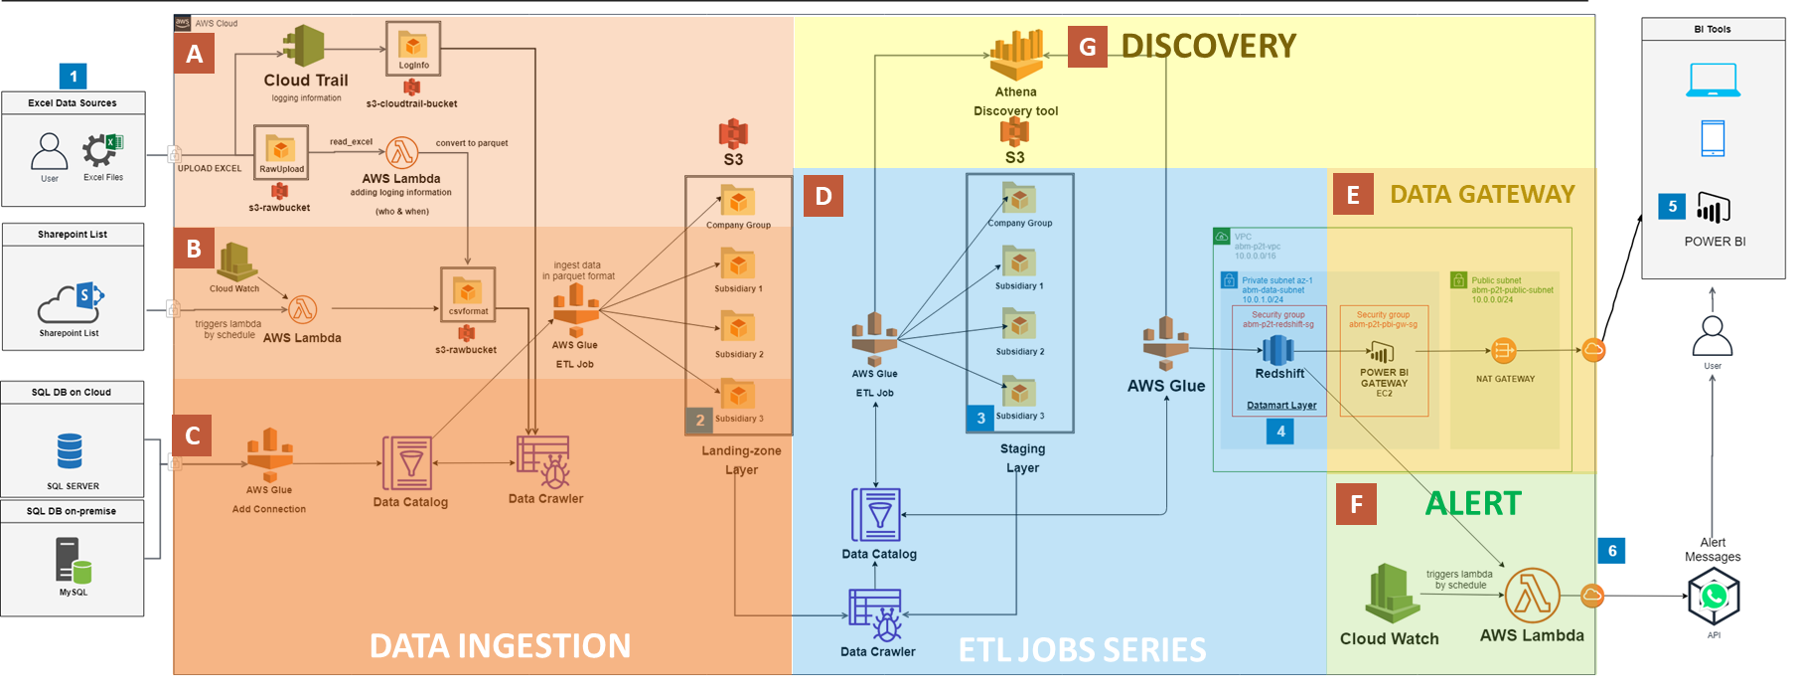 aws
AWS Cloud
A
Cloud Trail
logging information
LogInfo
s3-cloudtrail-bucket
G
DISCOVERY
Athena
Discovery tool
S3
BI Tools
1
Excel Data Sources
User
Excel Files
UPLOAD EXCEL
RawUpload
s3-rawbucket
read_excel
AWS Lambda
adding loging information
(who & when)
convert to parquet
S3
Company Group
Subsidiary 1
Subsidiary 2
Subsidiary 3
2
Landing-zone
Layer
D
Company Group
Subsidiary 1
Subsidiary 2
Subsidiary 3
3
Staging
Layer
E
DATA GATEWAY
5
POWER BI
Sharepoint List
S
Sharepoint List
B
Cloud Watch
triggers lambda
by schedule
AWS Lambda
csvformat
s3-rawbucket
ingest data
in parquet format
AWS Glue
ETL Job
AWS Glue
ETL Job
AWS Glue
VPC
abm-p2t-vpc
10.0.0.0/16
Private subnet az-1
abm-data-subnet
10.0.1.0/24
Public subnet
abm-p2t-public-subnet
10.0.0.0/24
Security group
abm-p2t-redshift-sg
Security group
abm-p2t-pbi-gw-sg
Redshift
Datamart Layer
4
POWER BI
GATEWAY
EC2
NAT GATEWAY
User
SQL DB on Cloud
SQL SERVER
SQL DB on-premise
MySQL
C
AWS Glue
Add Connection
Data Catalog
Data Crawler
Data Catalog
Data Crawler
F
ALERT
6
triggers lambda
by schedule
Cloud Watch
AWS Lambda
Alert
Messages
API
DATA INGESTION
ETL JOBS SERIES